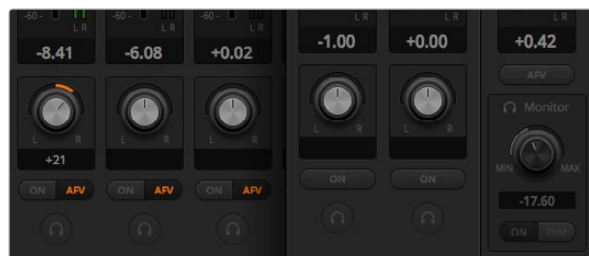 -60- -60- -60-
L R L R L R L R L R L R
-8.41 -6.08 +0.02 -1.00 +0.00 +0.42
AFV
Monitor
L R L R L R L R L R
MIN MAX
+21
ON AFV ON AFV ON AFV ON ON
-17.60
ON DIM